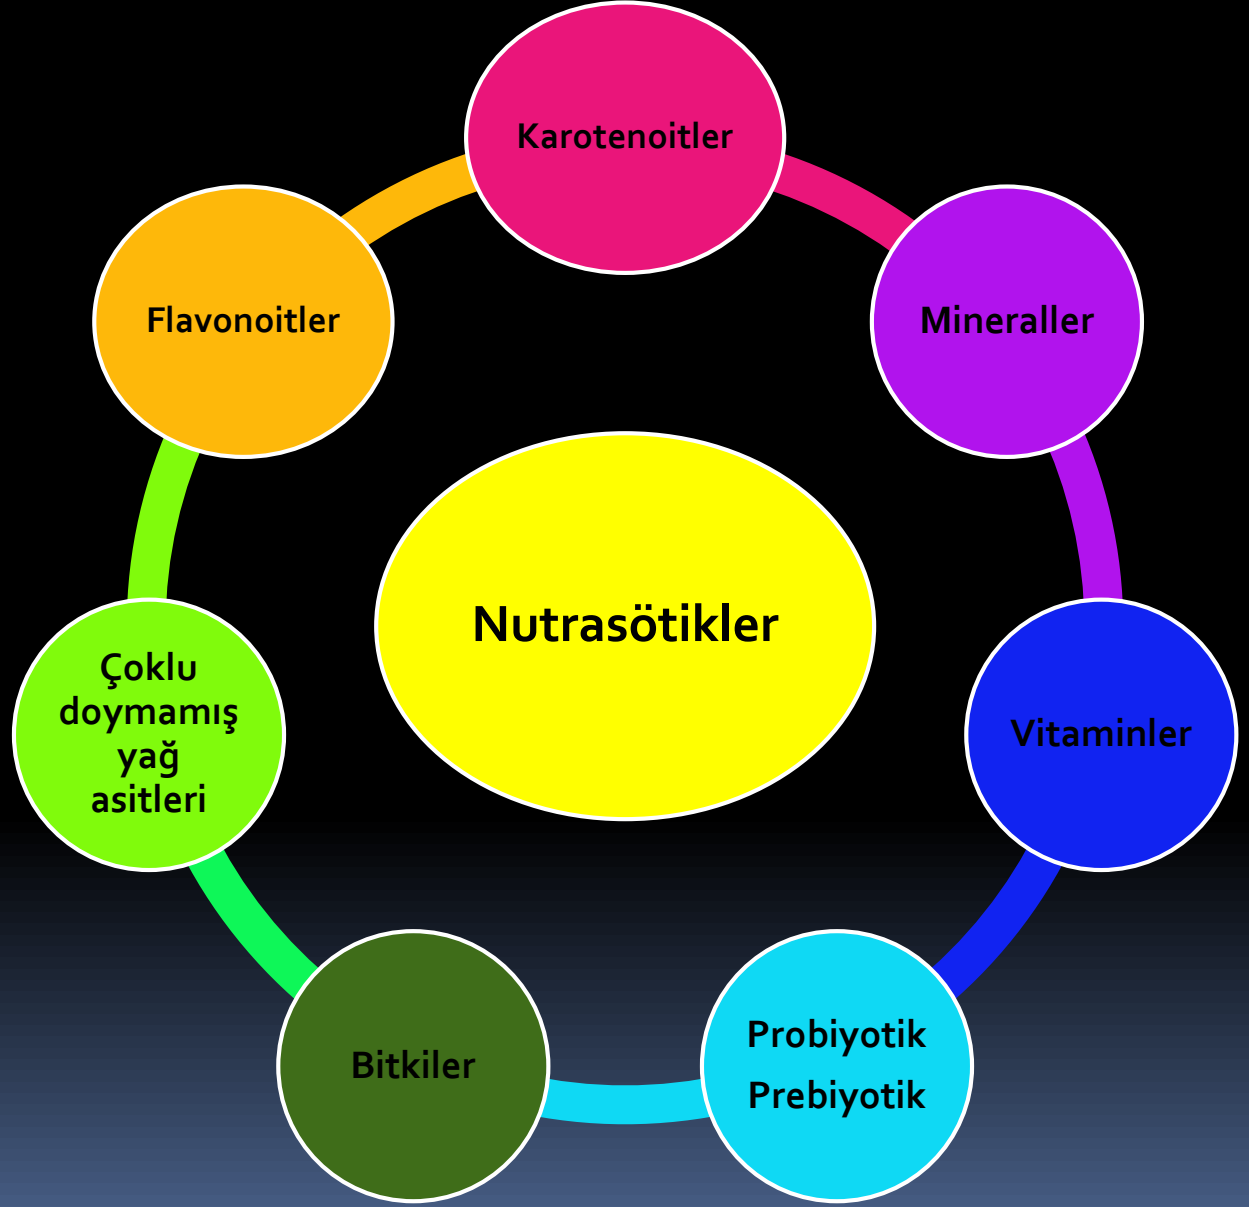 Karotenoitler
Flavonoitler
Mineraller
Nutrasötikler
Çoklu
doymamış
yağ
asitleri
Vitaminler
Bitkiler
Probiyotik
Prebiyotik